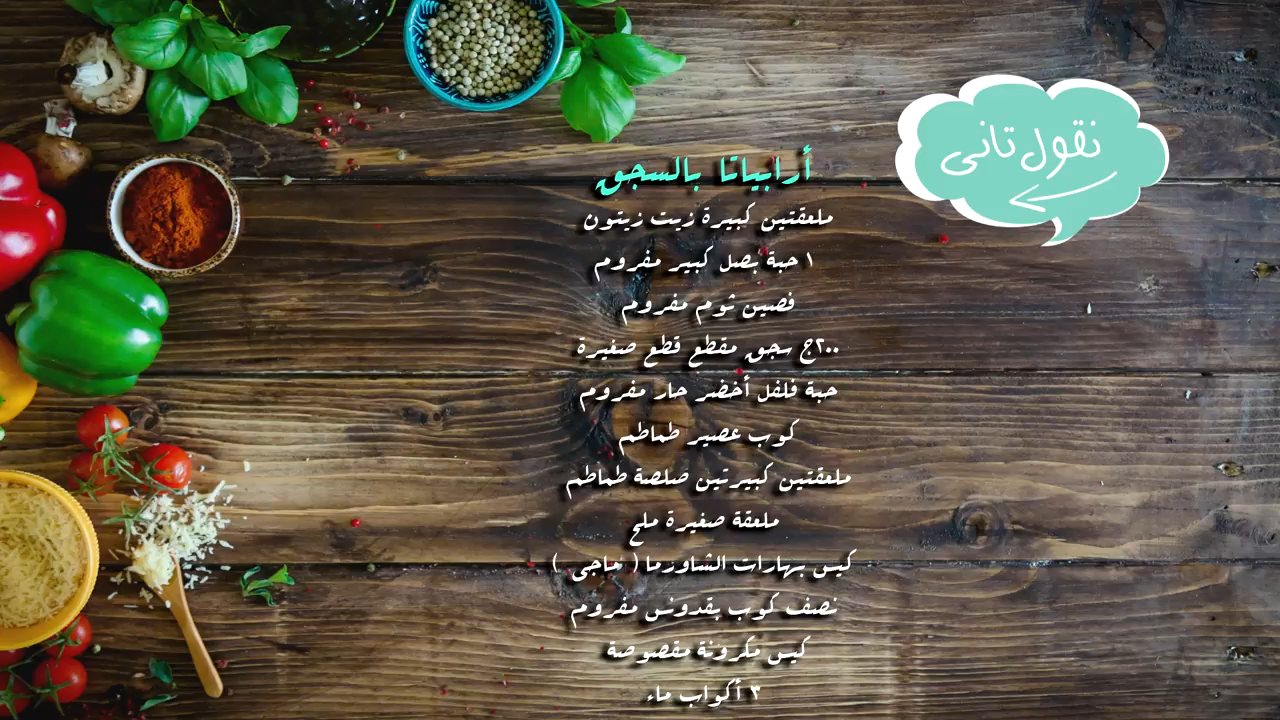 نقول تانى
أرابياتا بالسجق
ملعقتين كبيرة زيت زيتون
١ حبة بصل كبير مفروم
فصين ثوم مفروم
٢٠٠ج سجق مقطع قطع صغيرة
حبة فلفل أخضر حار مفروم
كوب عصير طماطم
ملعقتين كبيرتين صلصة طماطم
ملعقة صغيرة ملح
كيس بهارات الشاورما ( حاجى )
نصف كوب بقدونس مفروم
كيس مكرونة مقصوصة
٣ أكواب ماء